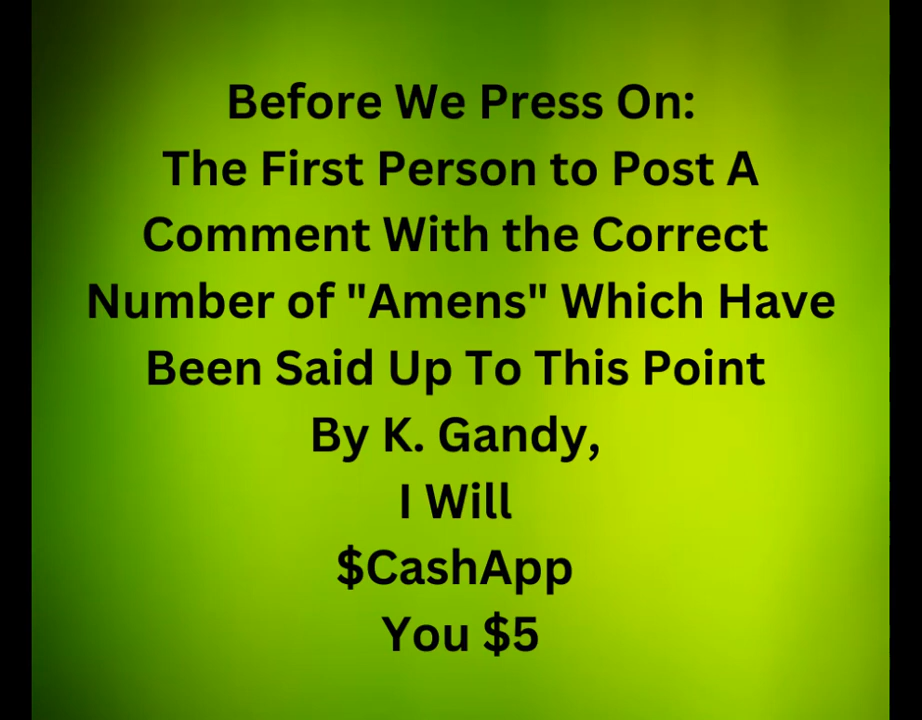 Before We Press On:
The First Person to Post A
Comment With the Correct
Number of "Amens" Which Have
Been Said Up To This Point
By K. Gandy,
I Will
$CashApp
You $5